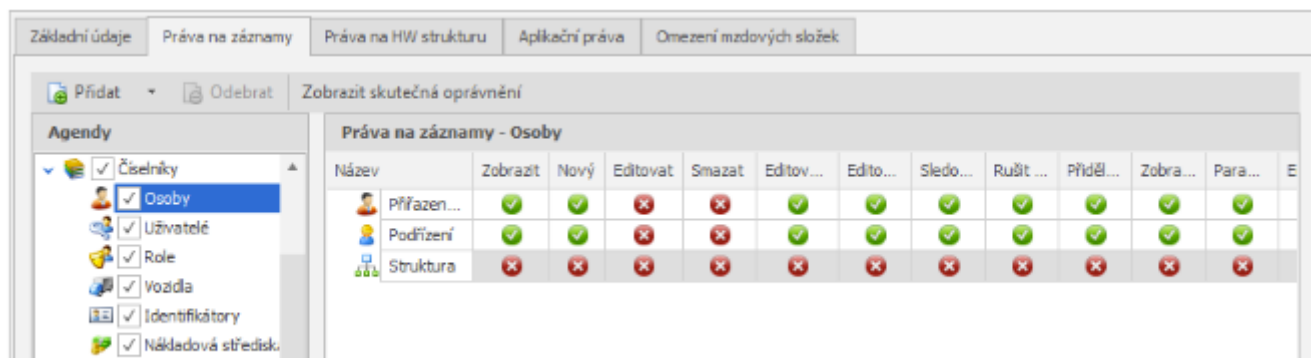 Základní údaje Práva na záznamy Práva na HW strukturu Aplikační práva Omezení mzdových složek
Přidat Odebrat Zobrazit skutečná oprávnění
Agendy
Práva na záznamy - Osoby
Číselníky
Osoby
Uživatelé
Role
Vozidla
Identifikátory
Nákladová střediska
Název Zobrazit Nový Editovat Smazat Editov... Edito... Sledo... Rušit ... Přiděl... Zobra... Para... E
Přiřazen...
Podřízení
Struktura